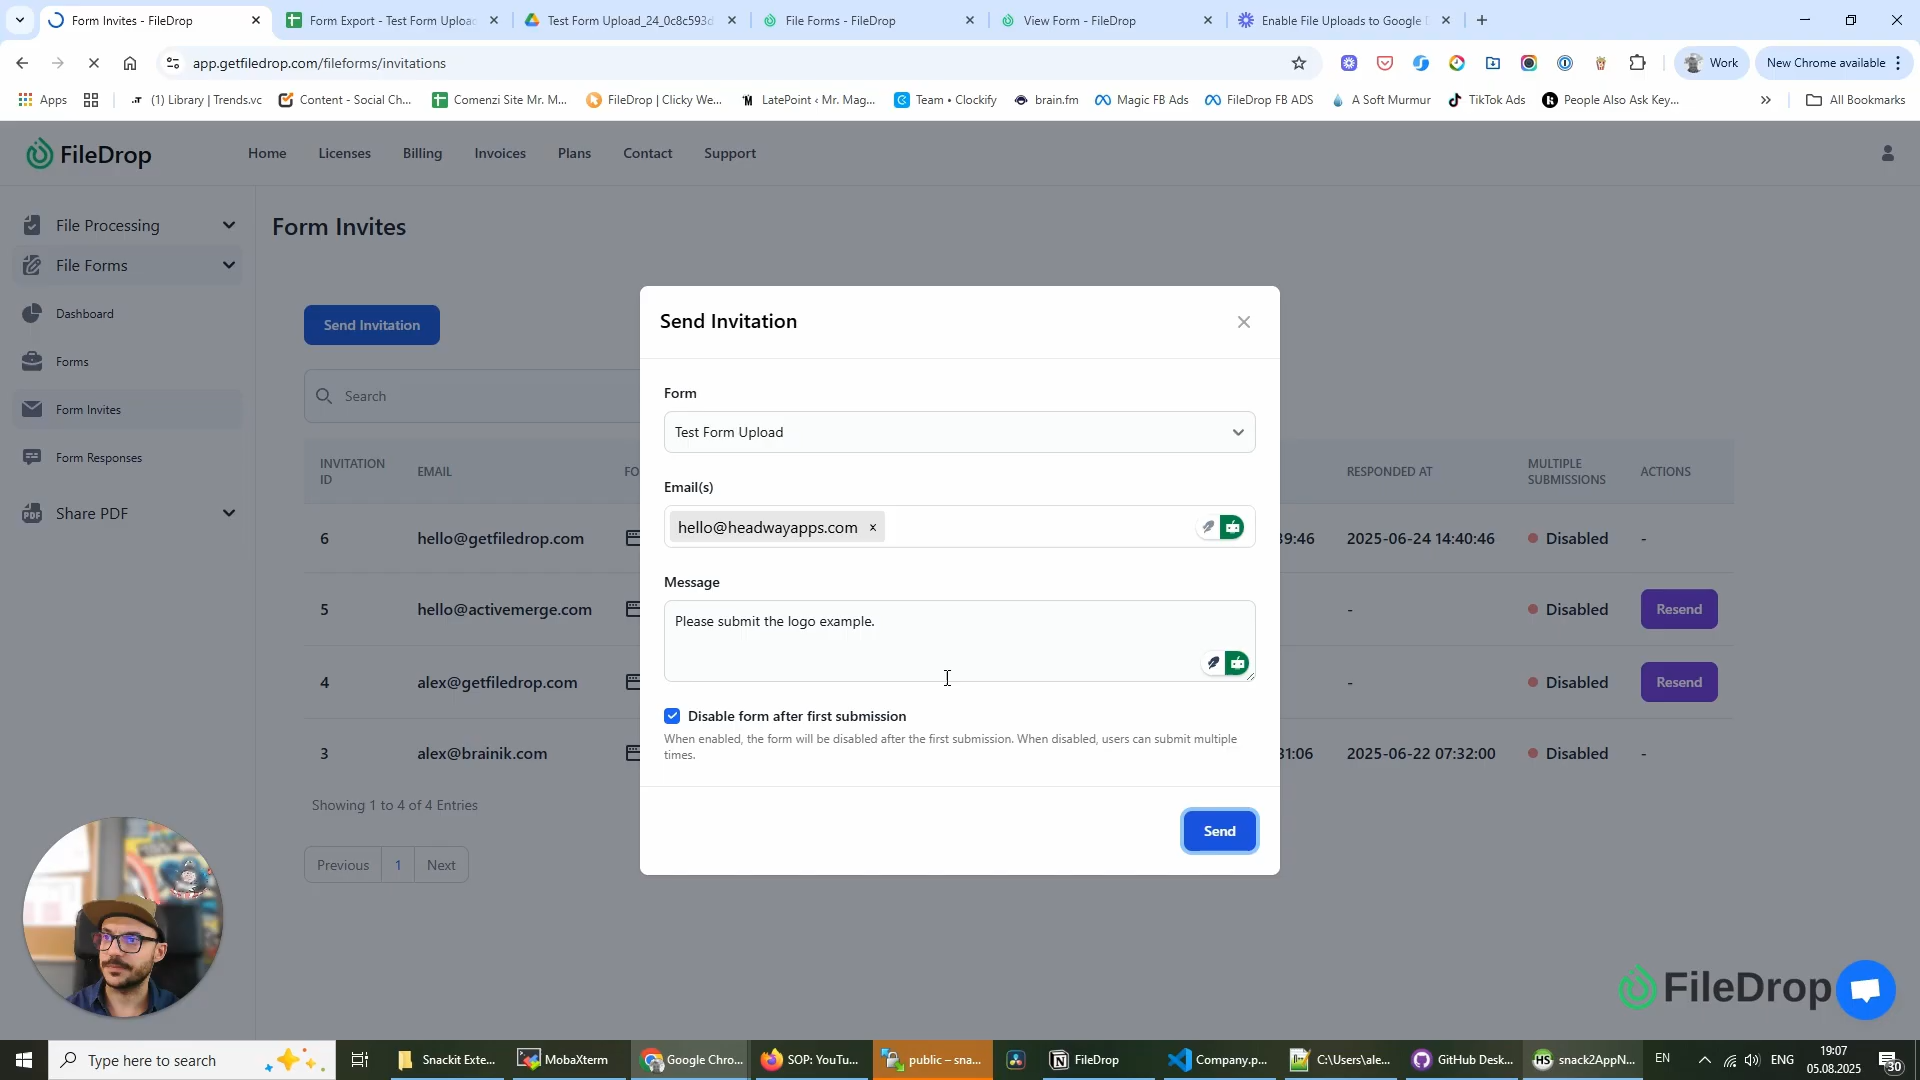 Form Invites - FileDrop
Form Export - Test Form Upload
Test Form Upload_24_0c8c593d
File Forms - FileDrop
View Form - FileDrop
Enable File Uploads to Google D
app.getfiledrop.com/fileforms/invitations
Work
New Chrome available
Apps
(1) Library | Trends.vc
Content - Social Ch...
Comenzi Site Mr. M...
FileDrop | Clicky We...
LatePoint ‹ Mr. Mag...
Team • Clockify
brain.fm
Magic FB Ads
FileDrop FB ADS
A Soft Murmur
TikTok Ads
People Also Ask Key...
All Bookmarks
FileDrop
Home
Licenses
Billing
Invoices
Plans
Contact
Support
File Processing
File Forms
Dashboard
Forms
Form Invites
Form Responses
Share PDF
Form Invites
Send Invitation
Search
INVITATION ID
EMAIL
FO
RESPONDED AT
MULTIPLE SUBMISSIONS
ACTIONS
6
hello@getfiledrop.com
39:46
2025-06-24 14:40:46
Disabled
-
5
hello@activemerge.com
-
Disabled
Resend
4
alex@getfiledrop.com
-
Disabled
Resend
3
alex@brainik.com
31:06
2025-06-22 07:32:00
Disabled
-
Showing 1 to 4 of 4 Entries
Previous
1
Next
Send Invitation
Form
Test Form Upload
Email(s)
hello@headwayapps.com ×
Message
Please submit the logo example.
Disable form after first submission
When enabled, the form will be disabled after the first submission. When disabled, users can submit multiple
times.
Send
FileDrop
Type here to search
Snackit Exte...
MobaXterm
Google Chro...
SOP: YouTu...
public – sna...
FileDrop
Company.p...
C:\Users\ale...
GitHub Desk...
snack2AppN...
EN
ENG
19:07
05.08.2025
30